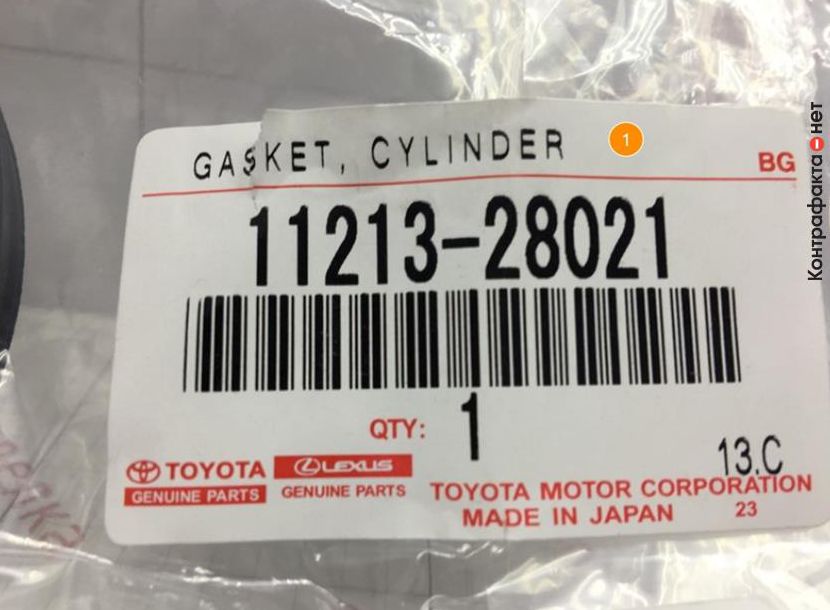 GASKET, CYLINDER
1
BG
11213-28021
QTY: 1
13.C
TOYOTA
GENUINE PARTS
LEXUS
GENUINE PARTS
TOYOTA MOTOR CORPORATION
MADE IN JAPAN 23
Контрафакта нет